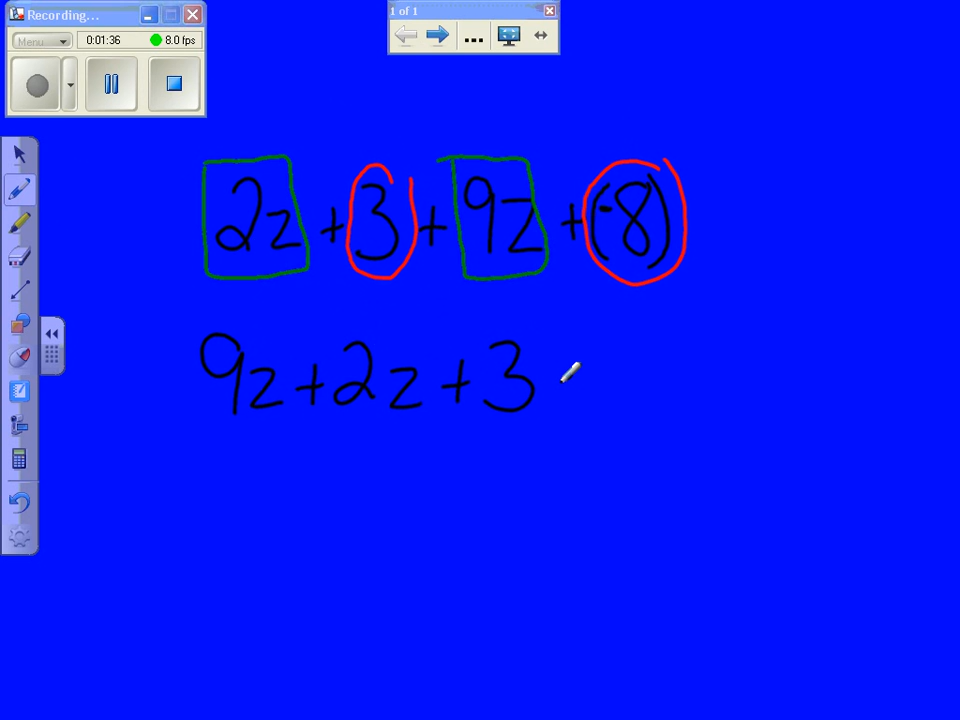 Recording...
1 of 1
Menu
0:01:36
8.0 fps
...
2z + 3 + 9z + (-8)
9z + 2z + 3